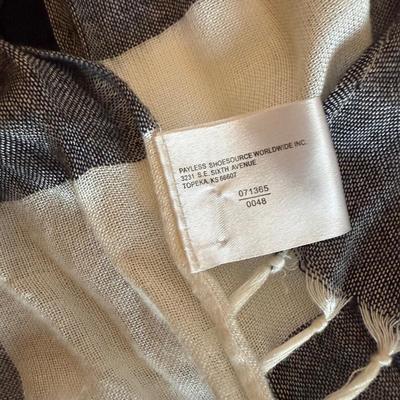 PAYLESS SHOESOURCE WORLDWIDE INC.
3231 S.E. SIXTH AVENUE
TOPEKA, KS 66607
071365
0048